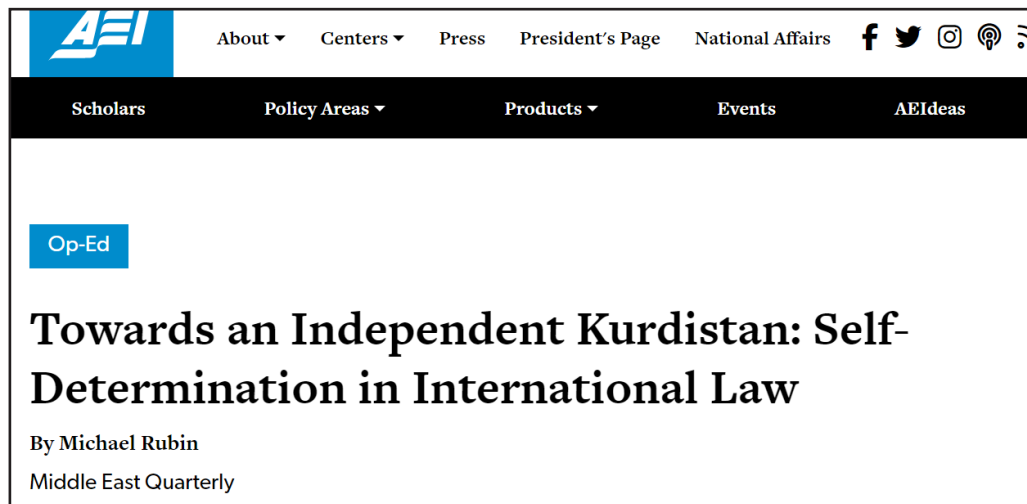 AEI
About Centers Press President's Page National Affairs
Scholars Policy Areas Products Events AEIdeas
Op-Ed
Towards an Independent Kurdistan: Self-
Determination in International Law
By Michael Rubin
Middle East Quarterly